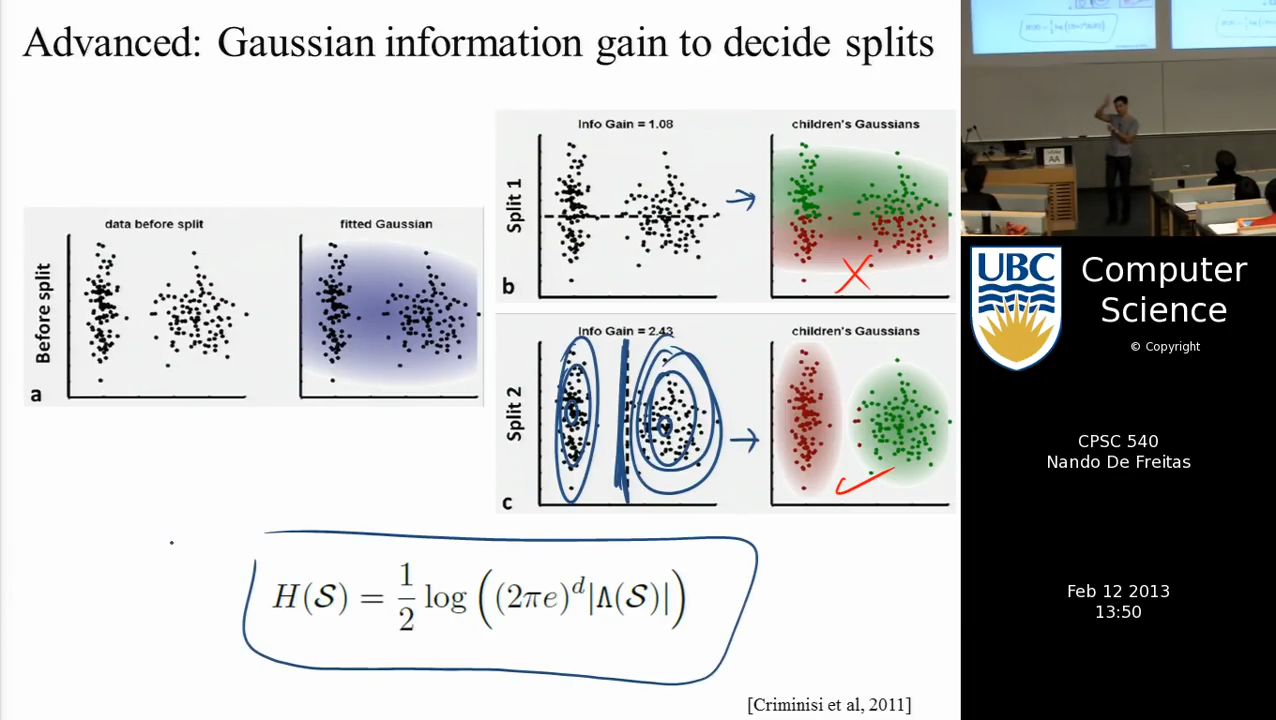 Advanced: Gaussian information gain to decide splits
Before split
data before split
fitted Gaussian
a
Split 1
Info Gain = 1.08
children's Gaussians
b
Split 2
Info Gain = 2.43
children's Gaussians
c
H(S) = 1/2 log((2πe)^d |Λ(S)|)
[Criminisi et al, 2011]
AA
UBC
Computer
Science
© Copyright
CPSC 540
Nando De Freitas
Feb 12 2013
13:50